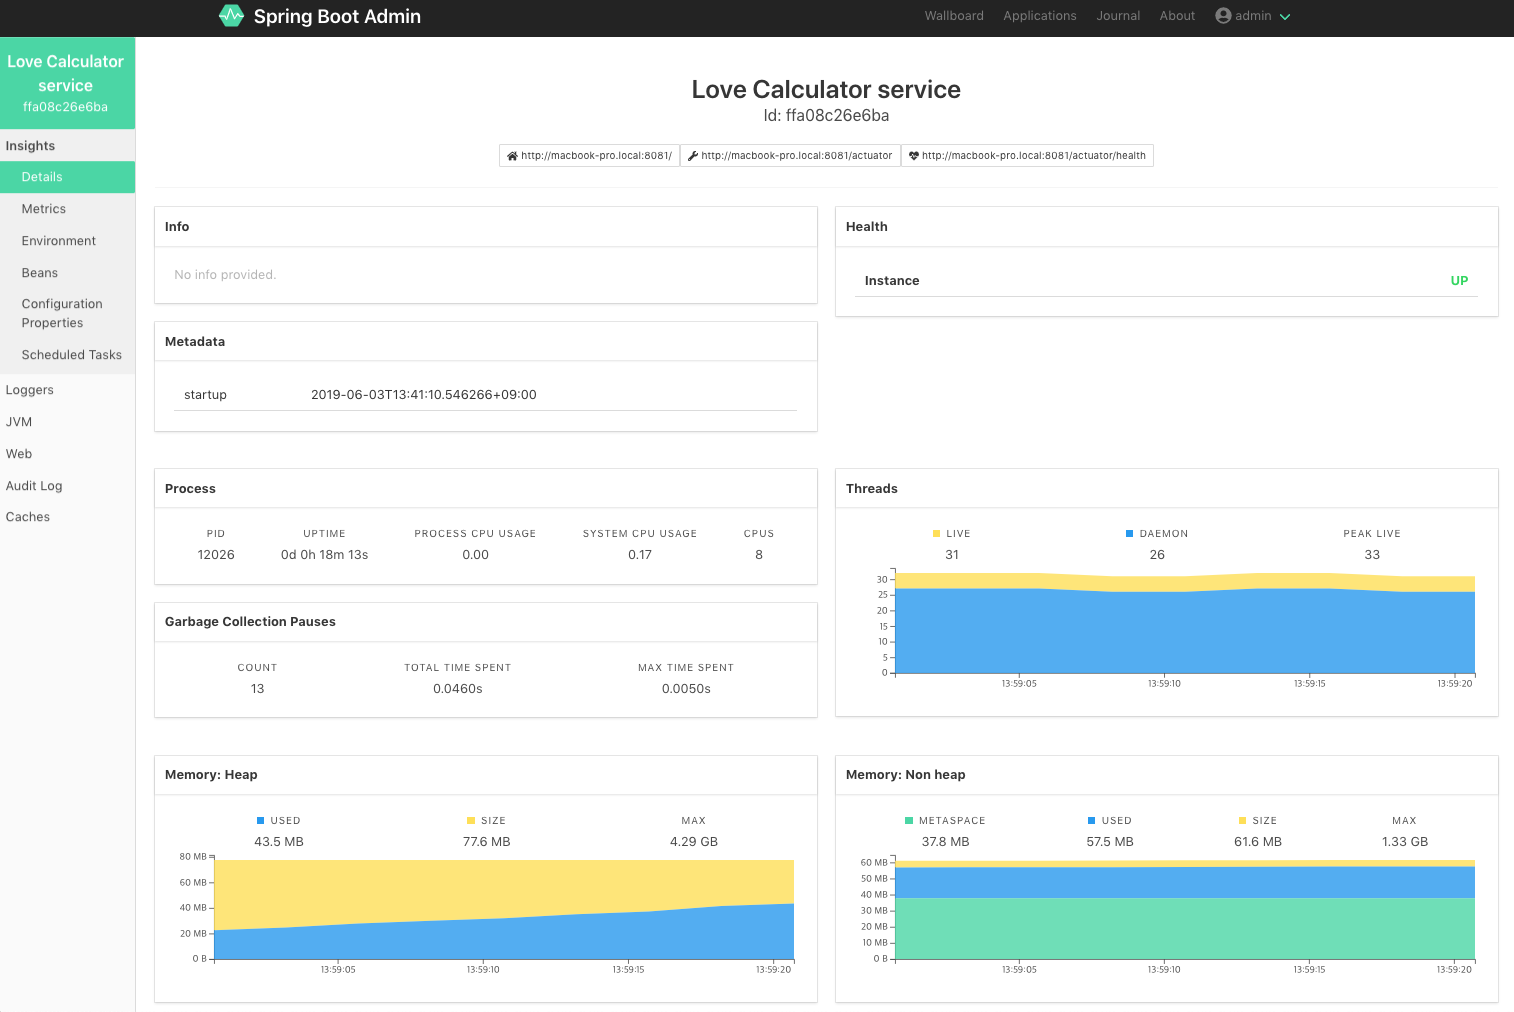 Spring Boot Admin
Wallboard Applications Journal About admin
Love Calculator
service
ffa08c26e6ba
Insights
Details
Metrics
Environment
Beans
Configuration
Properties
Scheduled Tasks
Loggers
JVM
Web
Audit Log
Caches
Love Calculator service
Id: ffa08c26e6ba
http://macbook-pro.local:8081/ http://macbook-pro.local:8081/actuator http://macbook-pro.local:8081/actuator/health
Info
No info provided.
Health
Instance UP
Metadata
startup 2019-06-03T13:41:10.546266+09:00
Process
PID UPTIME PROCESS CPU USAGE SYSTEM CPU USAGE CPUS
12026 0d 0h 18m 13s 0.00 0.17 8
Garbage Collection Pauses
COUNT TOTAL TIME SPENT MAX TIME SPENT
13 0.0460s 0.0050s
Threads
LIVE DAEMON PEAK LIVE
31 26 33
30
25
20
15
10
5
0
13:59:05 13:59:10 13:59:15 13:59:20
Memory: Heap
USED SIZE MAX
43.5 MB 77.6 MB 4.29 GB
80 MB
60 MB
40 MB
20 MB
0 B
13:59:05 13:59:10 13:59:15 13:59:20
Memory: Non heap
METASPACE USED SIZE MAX
37.8 MB 57.5 MB 61.6 MB 1.33 GB
60 MB
50 MB
40 MB
30 MB
20 MB
10 MB
0 B
13:59:05 13:59:10 13:59:15 13:59:20